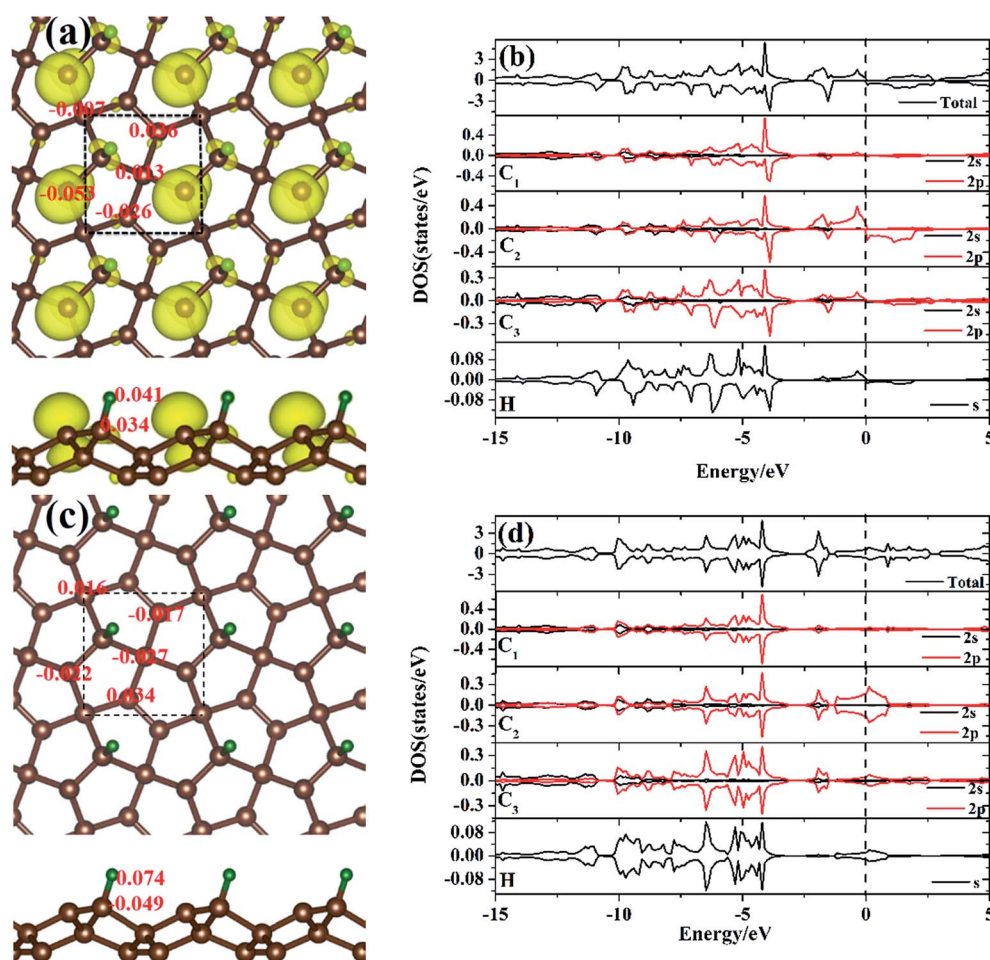 (a)
-0.007
0.036
0.013
-0.053
-0.026
0.041
0.034
(b)
DOS(states/eV)
3
0
-3
Total
0.4
0.0
-0.4
C1
2s
2p
0.4
0.0
-0.4
C2
2s
2p
0.3
0.0
-0.3
C3
2s
2p
0.08
0.00
-0.08
H
s
-15 -10 -5 0 5
Energy/eV
(c)
0.016
-0.017
-0.027
-0.022
0.034
0.074
-0.049
(d)
DOS(states/eV)
3
0
-3
Total
0.4
0.0
-0.4
C1
2s
2p
0.4
0.0
-0.4
C2
2s
2p
0.3
0.0
-0.3
C3
2s
2p
0.08
0.00
-0.08
H
s
-15 -10 -5 0 5
Energy/eV